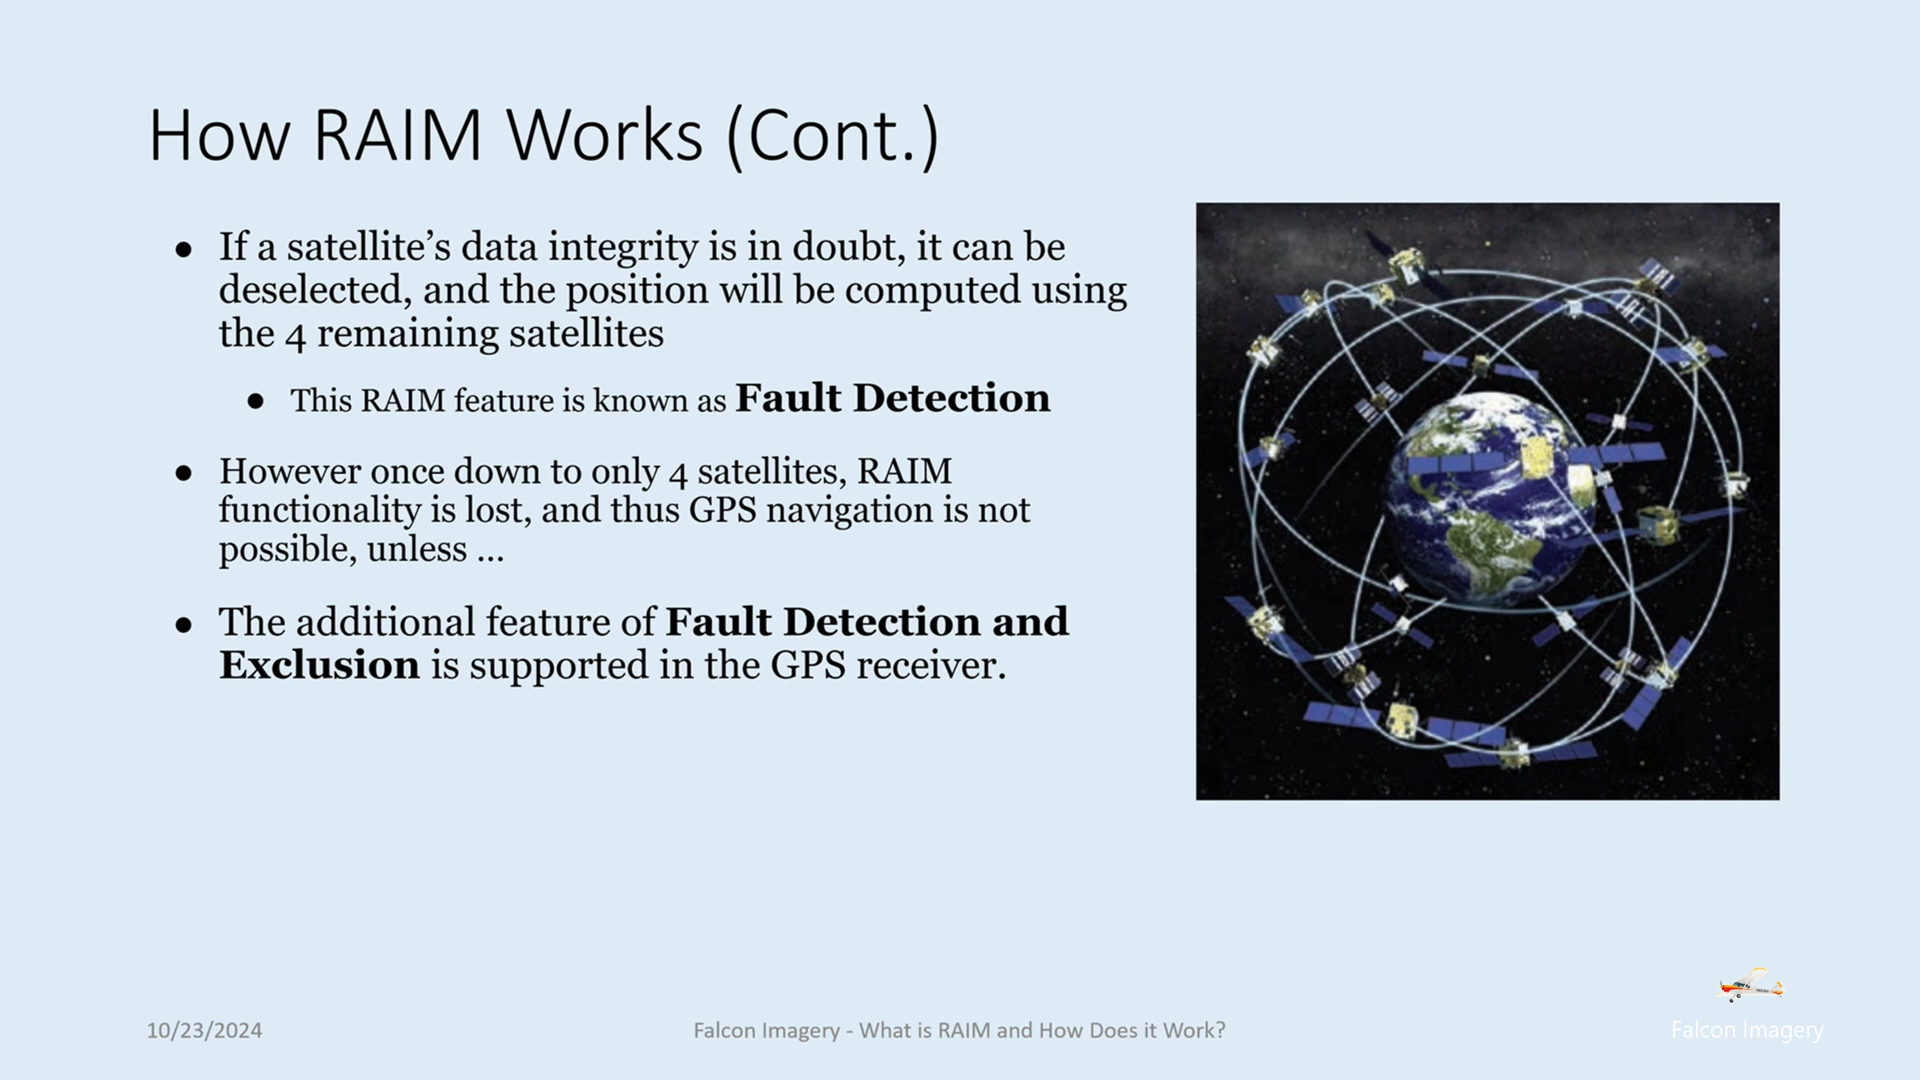 How RAIM Works (Cont.)
● If a satellite’s data integrity is in doubt, it can be
deselected, and the position will be computed using
the 4 remaining satellites
● This RAIM feature is known as Fault Detection
● However once down to only 4 satellites, RAIM
functionality is lost, and thus GPS navigation is not
possible, unless ...
● The additional feature of Fault Detection and
Exclusion is supported in the GPS receiver.
10/23/2024
Falcon Imagery - What is RAIM and How Does it Work?
Falcon Imagery